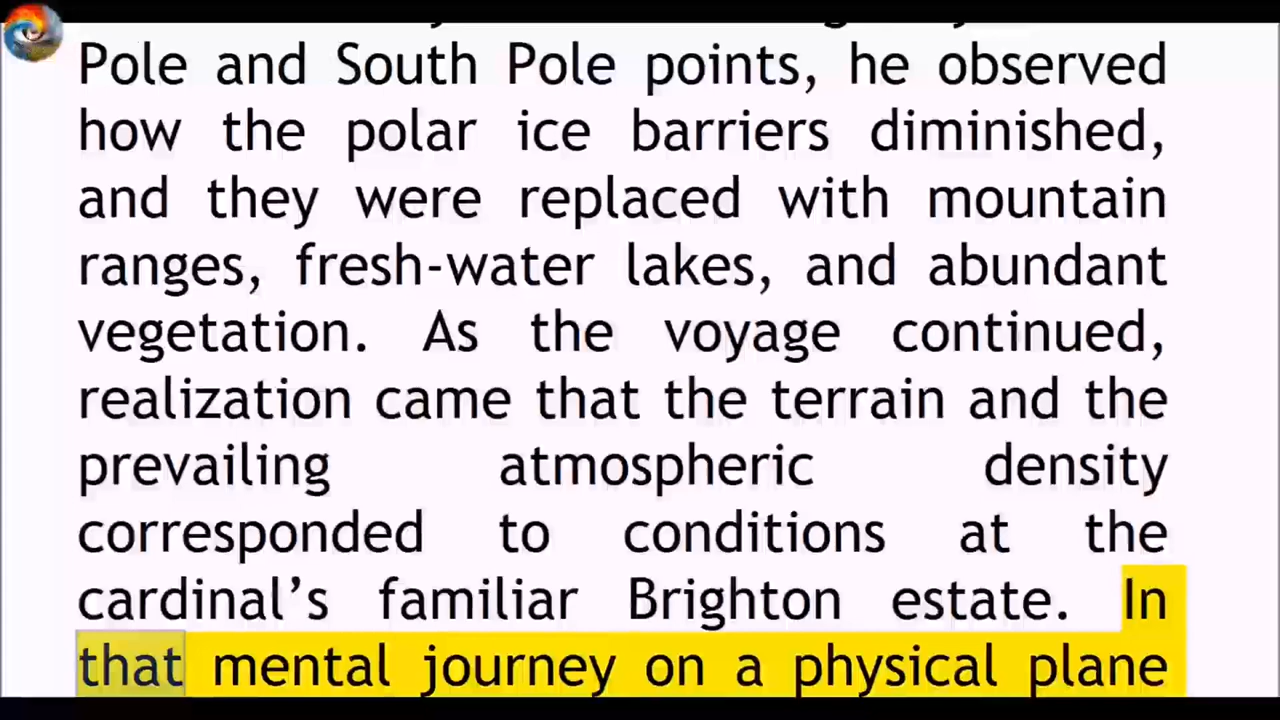 Pole and South Pole points, he observed
how the polar ice barriers diminished,
and they were replaced with mountain
ranges, fresh-water lakes, and abundant
vegetation. As the voyage continued,
realization came that the terrain and the
prevailing atmospheric density
corresponded to conditions at the
cardinal’s familiar Brighton estate. In
that mental journey on a physical plane